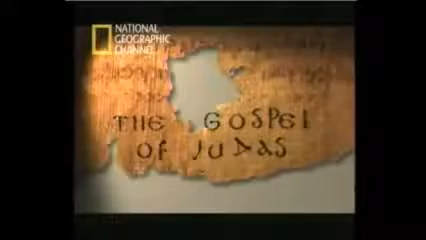 NATIONAL
GEOGRAPHIC
CHANNEL
THE GOSPEL
OF JUDAS